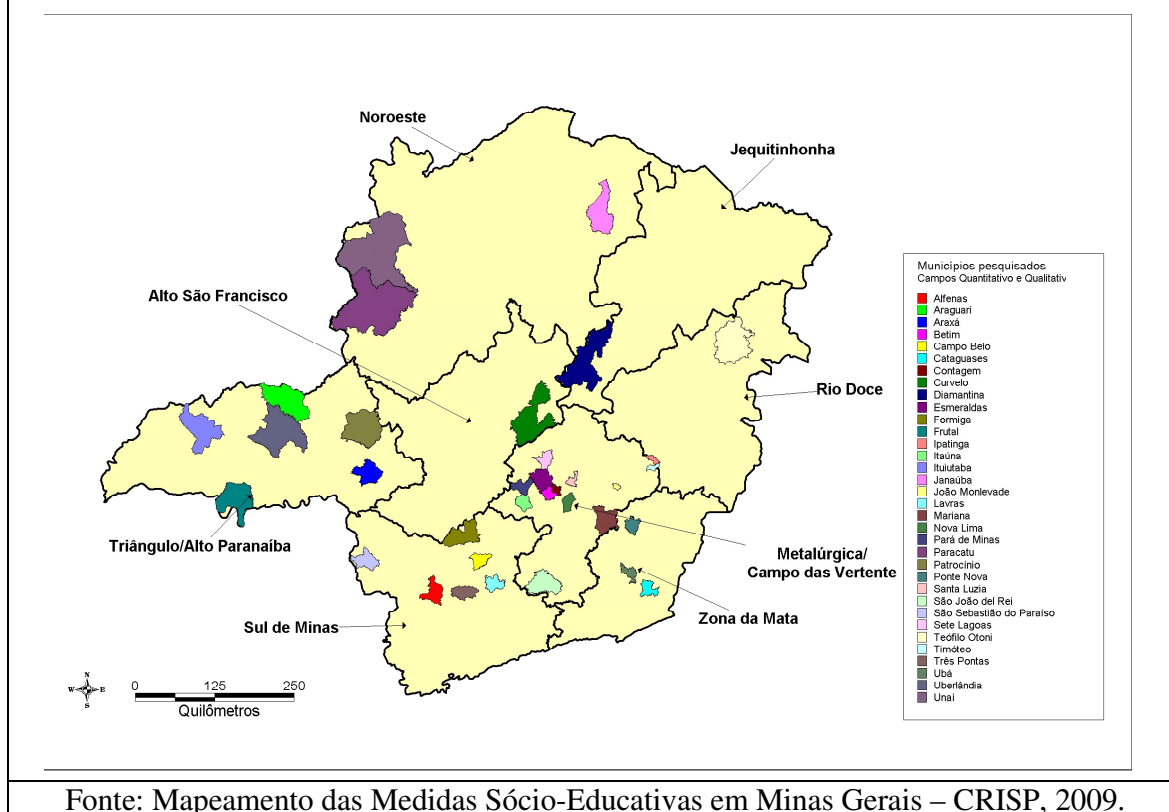 Noroeste
Jequitinhonha
Alto São Francisco
Rio Doce
Triângulo/Alto Paranaíba
Metalúrgica/
Campo das Vertente
Sul de Minas
Zona da Mata
N
W
E
S
0 125 250
Quilômetros
Municípios pesquisados
Campos Quantitativo e Qualitativ
Alfenas
Araguari
Araxá
Betim
Campo Belo
Cataguases
Contagem
Curvelo
Diamantina
Esmeraldas
Formiga
Frutal
Ipatinga
Itaúna
Ituiutaba
Janaúba
João Monlevade
Lavras
Mariana
Nova Lima
Pará de Minas
Paracatu
Patrocínio
Ponte Nova
Santa Luzia
São João del Rei
São Sebastião do Paraíso
Sete Lagoas
Teófilo Otoni
Timóteo
Três Pontas
Ubá
Uberlândia
Unaí
Fonte: Mapeamento das Medidas Sócio-Educativas em Minas Gerais – CRISP, 2009.